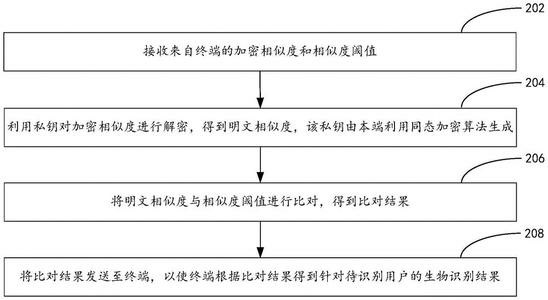 202
接收来自终端的加密相似度和相似度阈值
204
利用私钥对加密相似度进行解密，得到明文相似度，该私钥由本端利用同态加密算法生成
206
将明文相似度与相似度阈值进行比对，得到比对结果
208
将比对结果发送至终端，以使终端根据比对结果得到针对待识别用户的生物识别结果